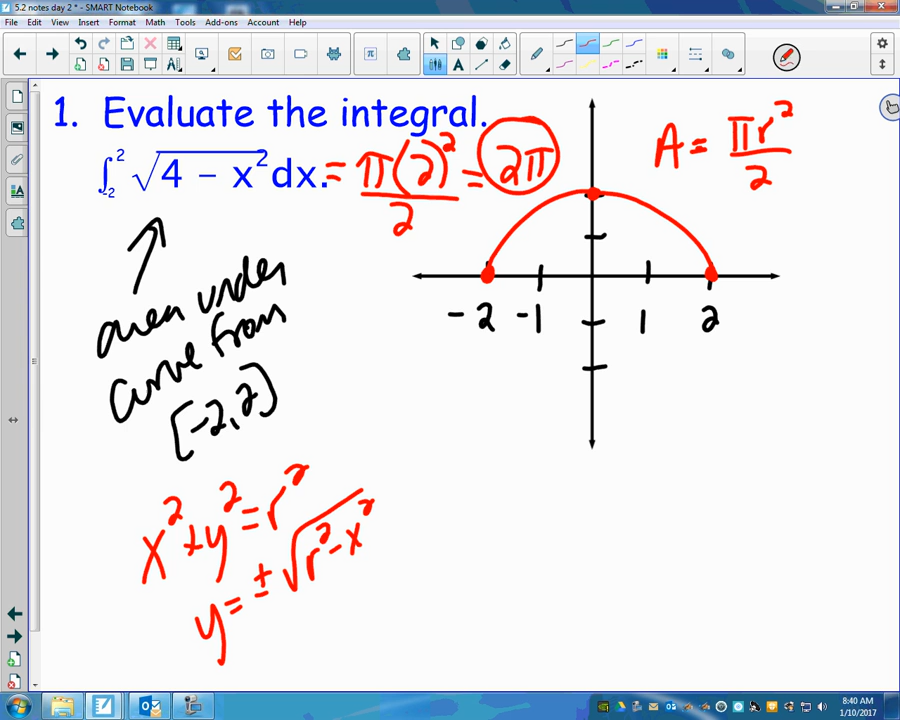 5.2 notes day 2 * - SMART Notebook
File Edit View Insert Format Math Tools Add-ons Account Help
1. Evaluate the integral.
∫₋₂² √(4 − x²) dx. = π(2)²/2 = 2π
A = πr²/2
area under
curve from
[-2,2]
-2 -1 1 2
x² + y² = r²
y = ± √(r² - x²)
8:40 AM
1/10/2017